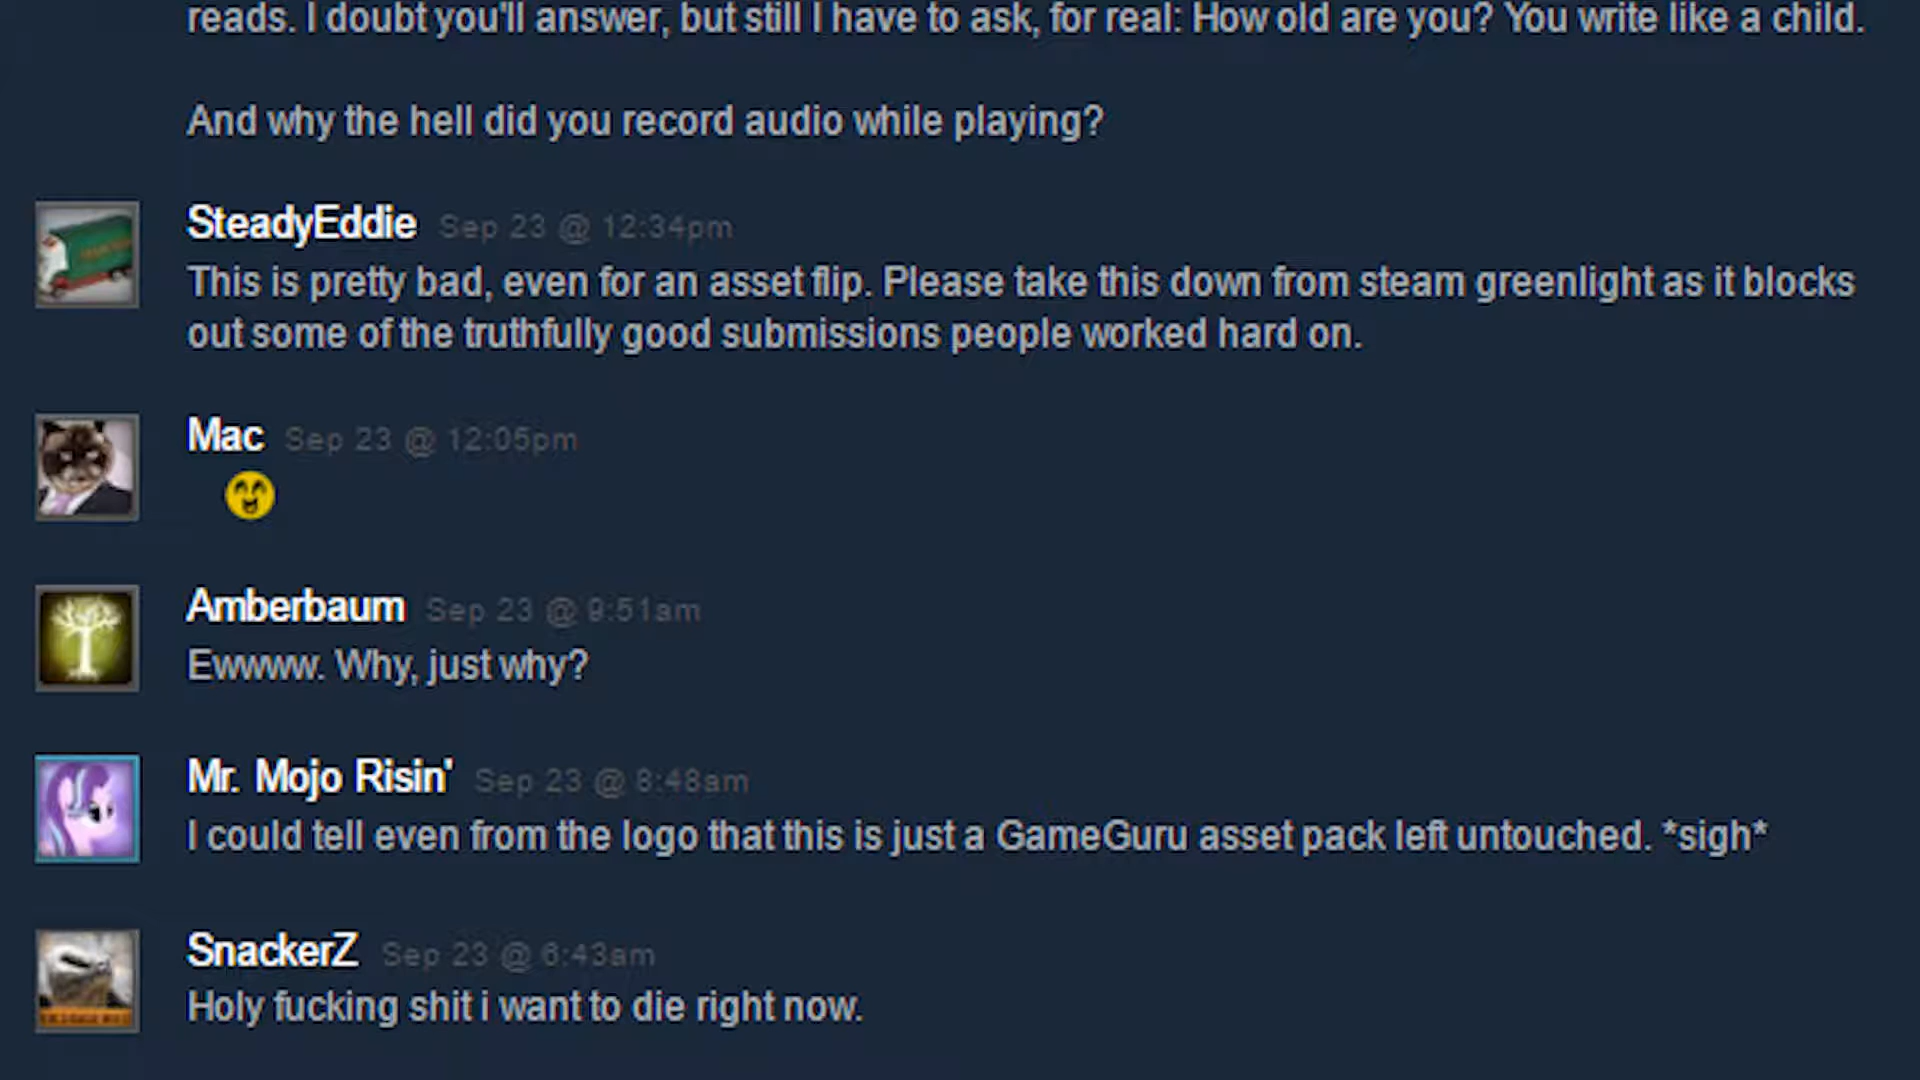 reads. I doubt you'll answer, but still I have to ask, for real: How old are you? You write like a child.
And why the hell did you record audio while playing?
SteadyEddie Sep 23 @ 12:34pm
This is pretty bad, even for an asset flip. Please take this down from steam greenlight as it blocks
out some of the truthfully good submissions people worked hard on.
Mac Sep 23 @ 12:05pm
Amberbaum Sep 23 @ 9:51am
Ewwww. Why, just why?
Mr. Mojo Risin' Sep 23 @ 8:48am
I could tell even from the logo that this is just a GameGuru asset pack left untouched. *sigh*
SnackerZ Sep 23 @ 6:43am
Holy fucking shit i want to die right now.